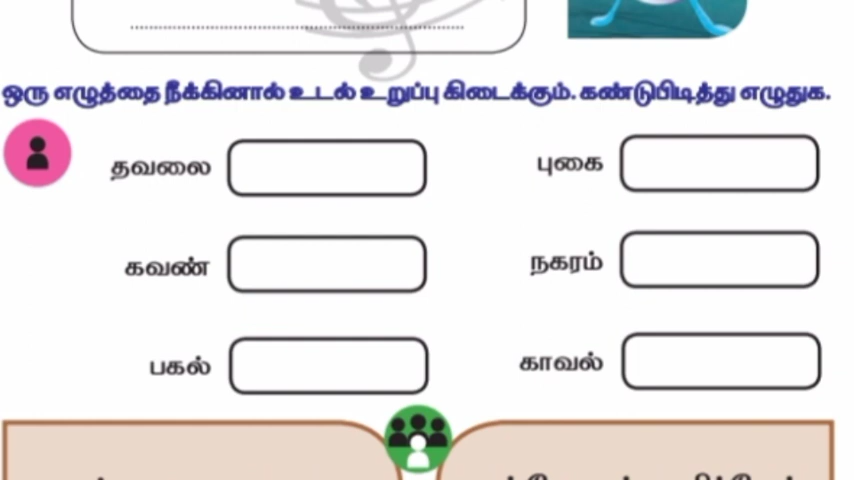 ஒரு எழுத்தை நீக்கினால் உடல் உறுப்பு கிடைக்கும். கண்டுபிடித்து எழுதுக.
தவலை புகை
கவண் நகரம்
பகல் காவல்